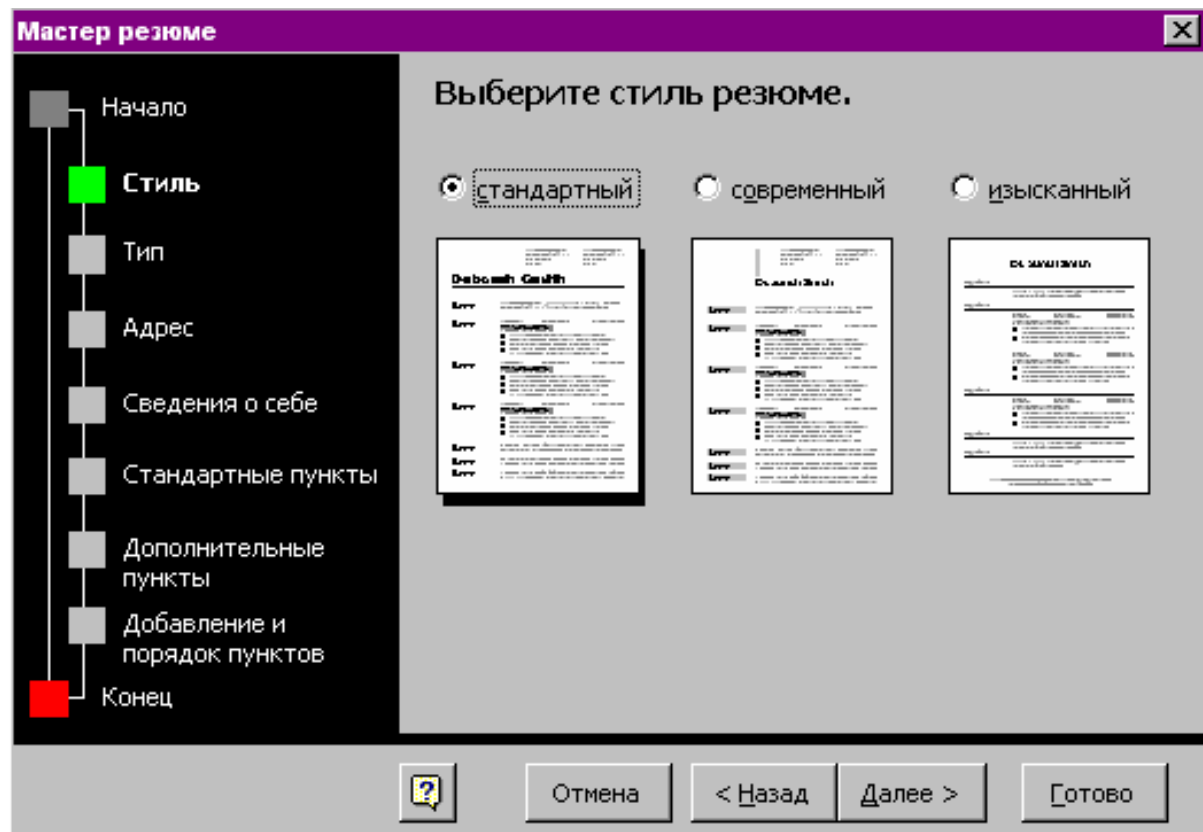 Мастер резюме
Начало
Стиль
Тип
Адрес
Сведения о себе
Стандартные пункты
Дополнительные
пункты
Добавление и
порядок пунктов
Конец
Выберите стиль резюме.
стандартный
современный
изысканный
?
Отмена
< Назад
Далее >
Готово